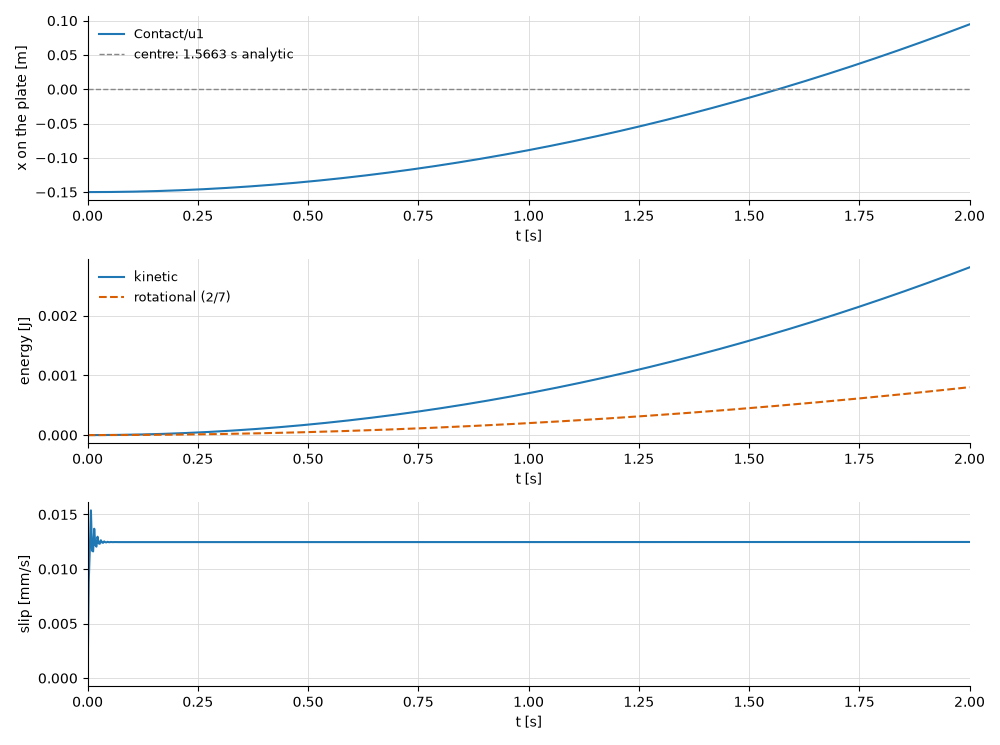 x on the plate [m]
0.10
0.05
0.00
−0.05
−0.10
−0.15
Contact/u1
centre: 1.5663 s analytic
0.00 0.25 0.50 0.75 1.00 1.25 1.50 1.75 2.00
t [s]
energy [J]
0.002
0.001
0.000
kinetic
rotational (2/7)
0.00 0.25 0.50 0.75 1.00 1.25 1.50 1.75 2.00
t [s]
slip [mm/s]
0.015
0.010
0.005
0.000
0.00 0.25 0.50 0.75 1.00 1.25 1.50 1.75 2.00
t [s]